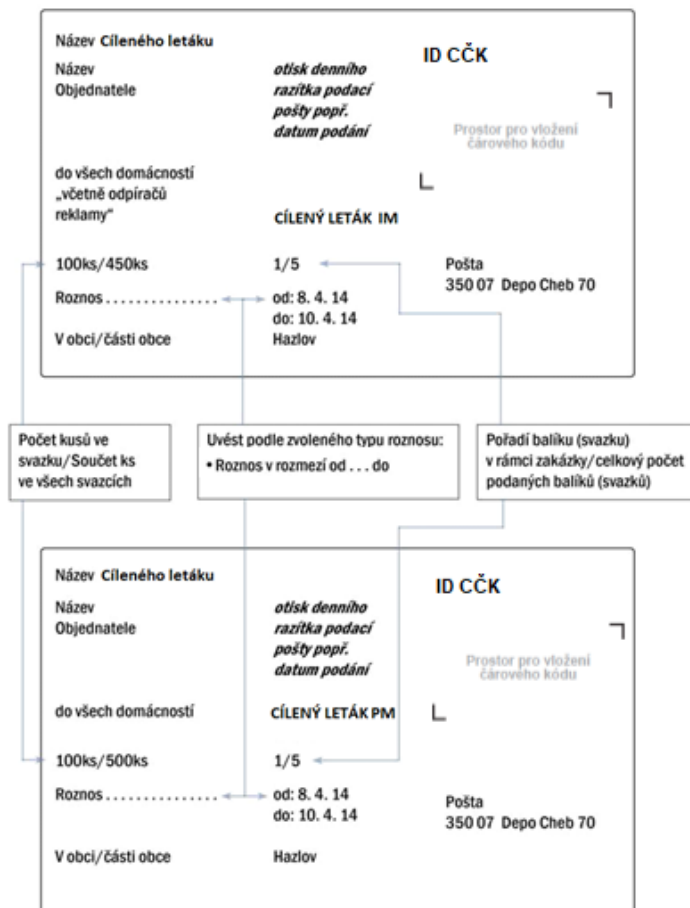 Název Cíleného letáku
ID CČK
Název
Objednatele
otisk denního
razítka podací
pošty popř.
datum podání
Prostor pro vložení
čárového kódu
do všech domácností
„včetně odpíračů
reklamy“
CÍLENÝ LETÁK IM
100ks/450ks
1/5
Pošta
350 07 Depo Cheb 70
Roznos . . . . . . . . . . . . . . .
od: 8. 4. 14
do: 10. 4. 14
V obci/části obce
Hazlov
Počet kusů ve
svazku/Součet ks
ve všech svazcích
Uvést podle zvoleného typu roznosu:
• Roznos v rozmezí od . . . do
Pořadí balíku (svazku)
v rámci zakázky/celkový počet
podaných balíků (svazků)
Název Cíleného letáku
ID CČK
Název
Objednatele
otisk denního
razítka podací
pošty popř.
datum podání
Prostor pro vložení
čárového kódu
do všech domácností
CÍLENÝ LETÁK PM
100ks/500ks
1/5
Roznos . . . . . . . . . . . . . . .
od: 8. 4. 14
do: 10. 4. 14
Pošta
350 07 Depo Cheb 70
V obci/části obce
Hazlov